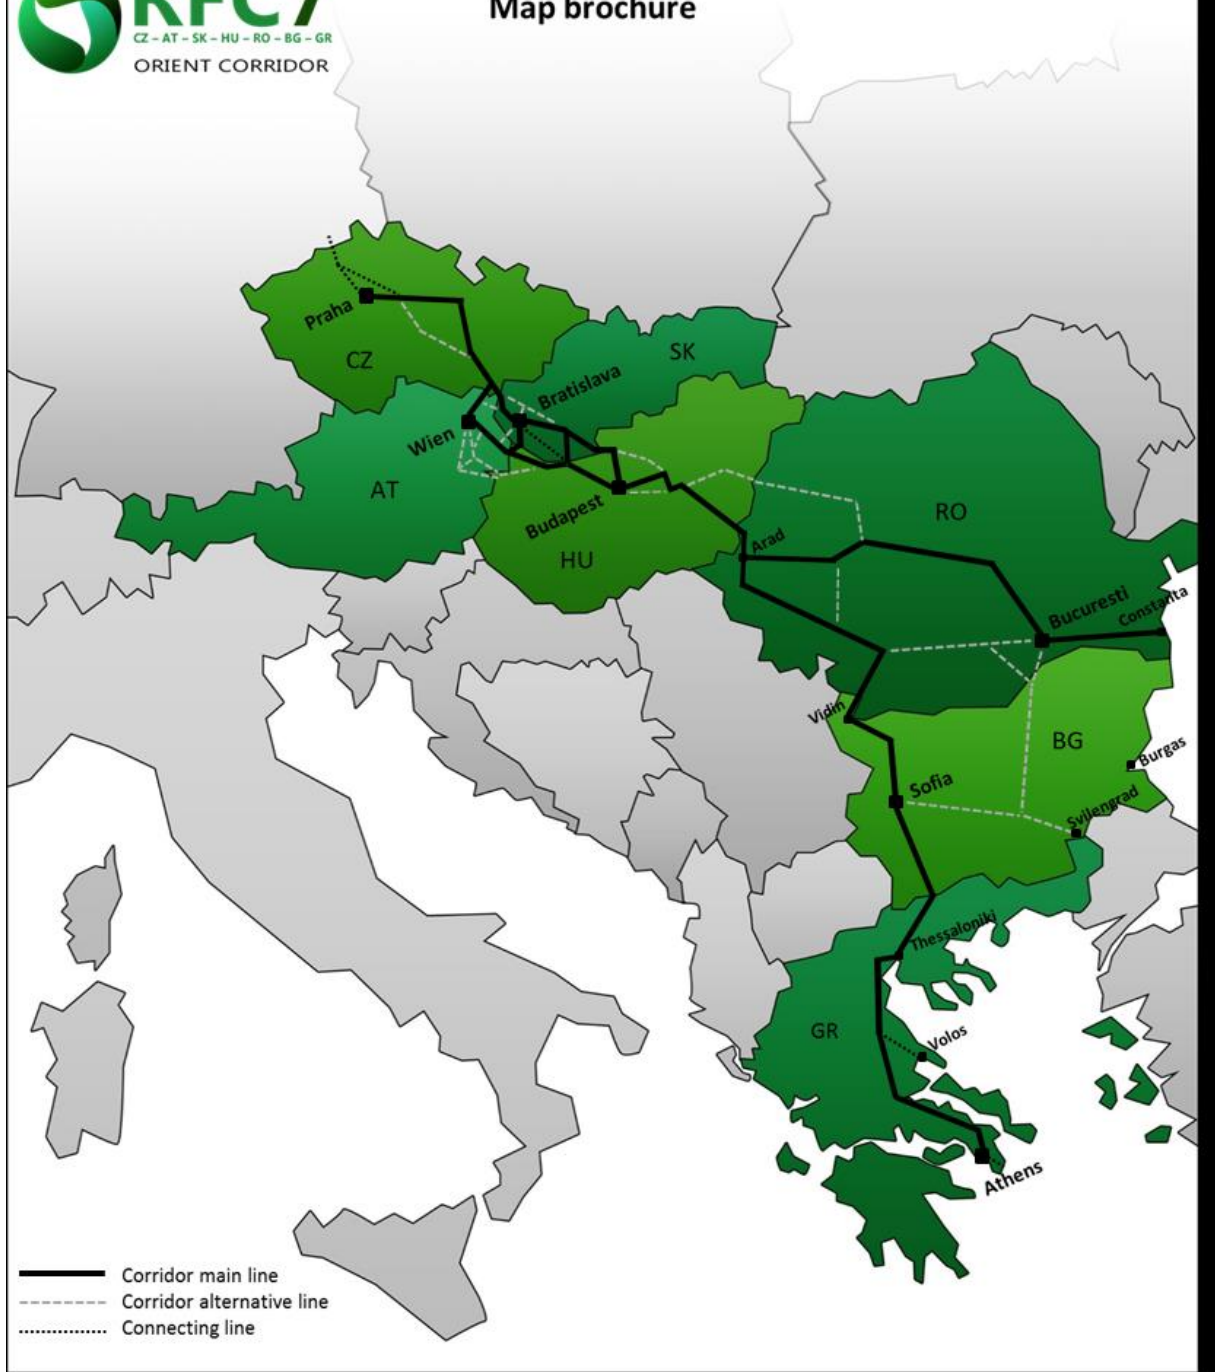 RFC7
Map brochure
CZ – AT – SK – HU – RO – BG – GR
ORIENT CORRIDOR
Praha
CZ
SK
Bratislava
Wien
AT
Budapest
HU
RO
Arad
Bucuresti
Constanta
Vidin
BG
Burgas
Sofia
Svilengrad
Thessaloniki
GR
Volos
Athens
Corridor main line
Corridor alternative line
Connecting line